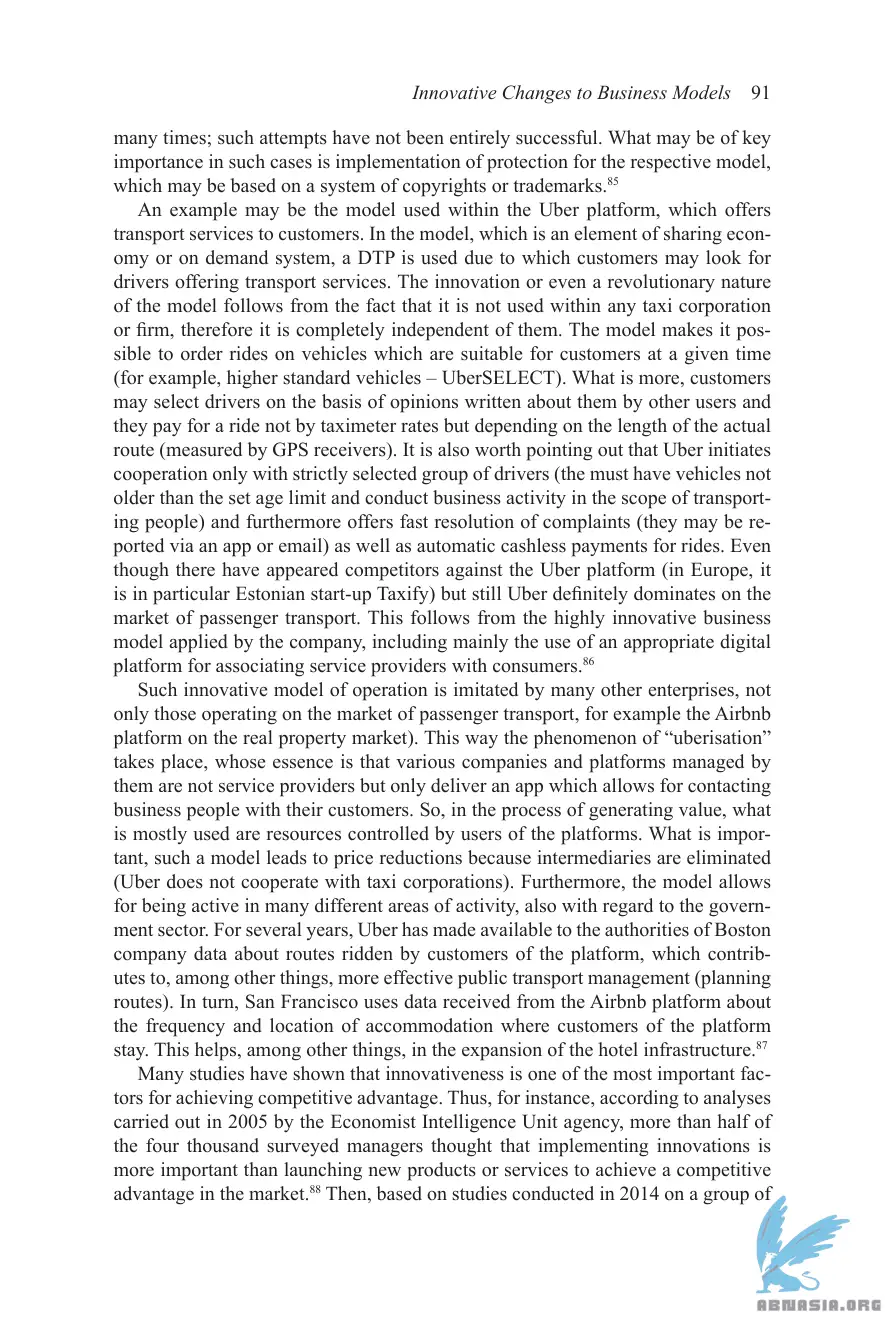 Innovative Changes to Business Models 91
many times; such attempts have not been entirely successful. What may be of key
importance in such cases is implementation of protection for the respective model,
which may be based on a system of copyrights or trademarks.85
An example may be the model used within the Uber platform, which offers
transport services to customers. In the model, which is an element of sharing econ-
omy or on demand system, a DTP is used due to which customers may look for
drivers offering transport services. The innovation or even a revolutionary nature
of the model follows from the fact that it is not used within any taxi corporation
or firm, therefore it is completely independent of them. The model makes it pos-
sible to order rides on vehicles which are suitable for customers at a given time
(for example, higher standard vehicles – UberSELECT). What is more, customers
may select drivers on the basis of opinions written about them by other users and
they pay for a ride not by taximeter rates but depending on the length of the actual
route (measured by GPS receivers). It is also worth pointing out that Uber initiates
cooperation only with strictly selected group of drivers (the must have vehicles not
older than the set age limit and conduct business activity in the scope of transport-
ing people) and furthermore offers fast resolution of complaints (they may be re-
ported via an app or email) as well as automatic cashless payments for rides. Even
though there have appeared competitors against the Uber platform (in Europe, it
is in particular Estonian start-up Taxify) but still Uber definitely dominates on the
market of passenger transport. This follows from the highly innovative business
model applied by the company, including mainly the use of an appropriate digital
platform for associating service providers with consumers.86
Such innovative model of operation is imitated by many other enterprises, not
only those operating on the market of passenger transport, for example the Airbnb
platform on the real property market). This way the phenomenon of “uberisation”
takes place, whose essence is that various companies and platforms managed by
them are not service providers but only deliver an app which allows for contacting
business people with their customers. So, in the process of generating value, what
is mostly used are resources controlled by users of the platforms. What is impor-
tant, such a model leads to price reductions because intermediaries are eliminated
(Uber does not cooperate with taxi corporations). Furthermore, the model allows
for being active in many different areas of activity, also with regard to the govern-
ment sector. For several years, Uber has made available to the authorities of Boston
company data about routes ridden by customers of the platform, which contrib-
utes to, among other things, more effective public transport management (planning
routes). In turn, San Francisco uses data received from the Airbnb platform about
the frequency and location of accommodation where customers of the platform
stay. This helps, among other things, in the expansion of the hotel infrastructure.87
Many studies have shown that innovativeness is one of the most important fac-
tors for achieving competitive advantage. Thus, for instance, according to analyses
carried out in 2005 by the Economist Intelligence Unit agency, more than half of
the four thousand surveyed managers thought that implementing innovations is
more important than launching new products or services to achieve a competitive
advantage in the market.88 Then, based on studies conducted in 2014 on a group of
ABNASIA.ORG